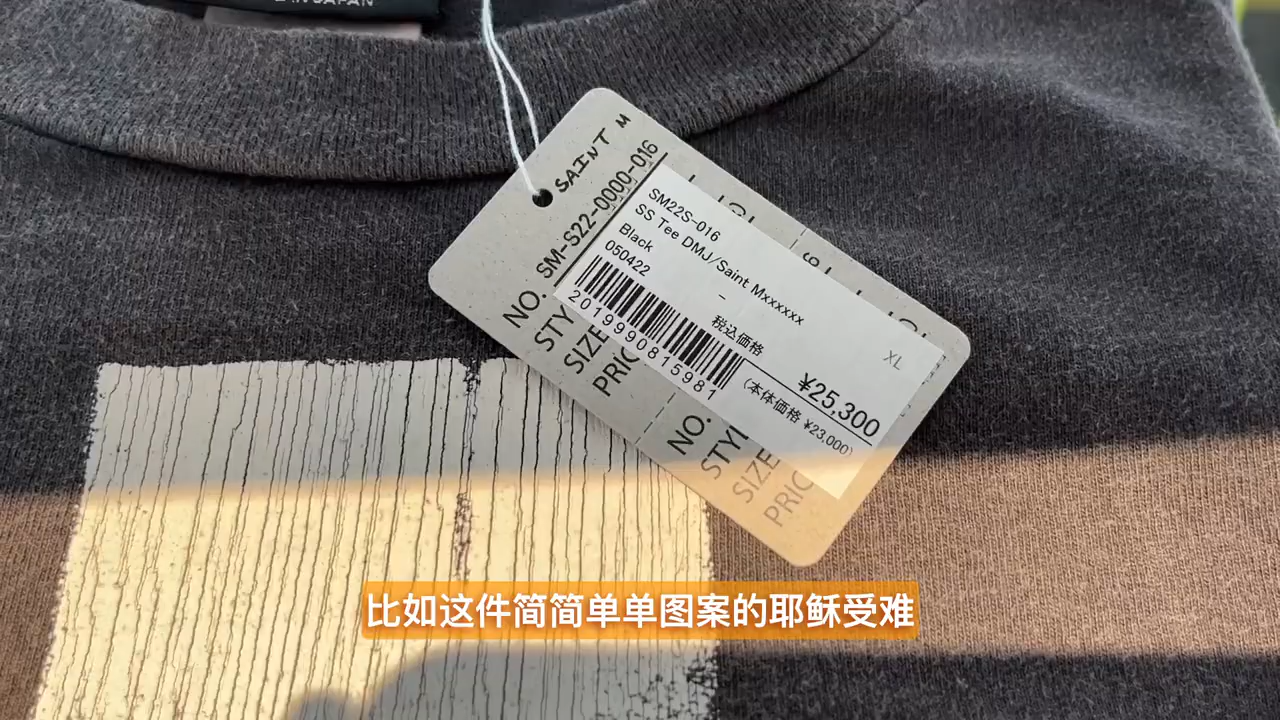 JAPAN
SAINT M
NO. SM-S22-0000-016
STY
SIZE
PRIC
SM22S-016
SS Tee DMJ/Saint Mxxxxxx
Black
050422
2019990815981
-
税込価格
XL
¥25,300
(本体価格 ¥23,000)
NO.
STYL
SIZE
PRIC
比如这件简简单单图案的耶稣受难